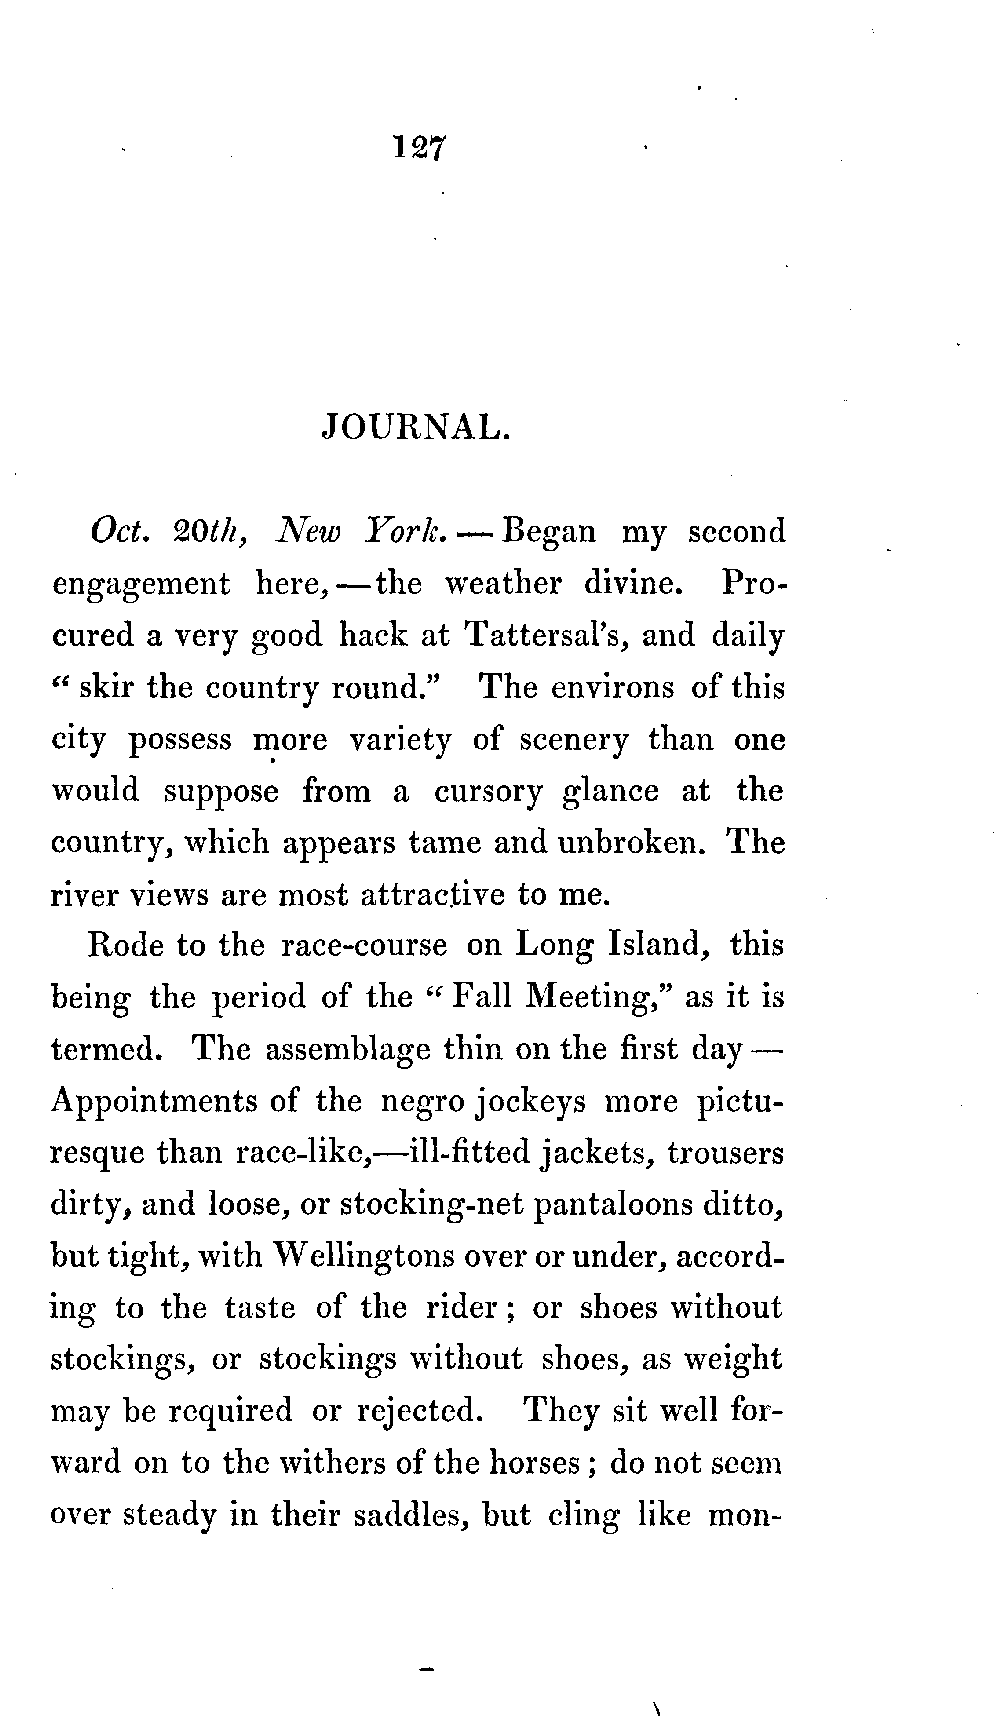 127
JOURNAL.
Oct. 20th, New York. — Began my second
engagement here,—the weather divine. Pro-
cured a very good hack at Tattersal's, and daily
“ skir the country round.” The environs of this
city possess more variety of scenery than one
would suppose from a cursory glance at the
country, which appears tame and unbroken. The
river views are most attractive to me.
Rode to the race-course on Long Island, this
being the period of the “ Fall Meeting,” as it is
termed. The assemblage thin on the first day —
Appointments of the negro jockeys more pictu-
resque than race-like,—ill-fitted jackets, trousers
dirty, and loose, or stocking-net pantaloons ditto,
but tight, with Wellingtons over or under, accord-
ing to the taste of the rider ; or shoes without
stockings, or stockings without shoes, as weight
may be required or rejected. They sit well for-
ward on to the withers of the horses ; do not seem
over steady in their saddles, but cling like mon-